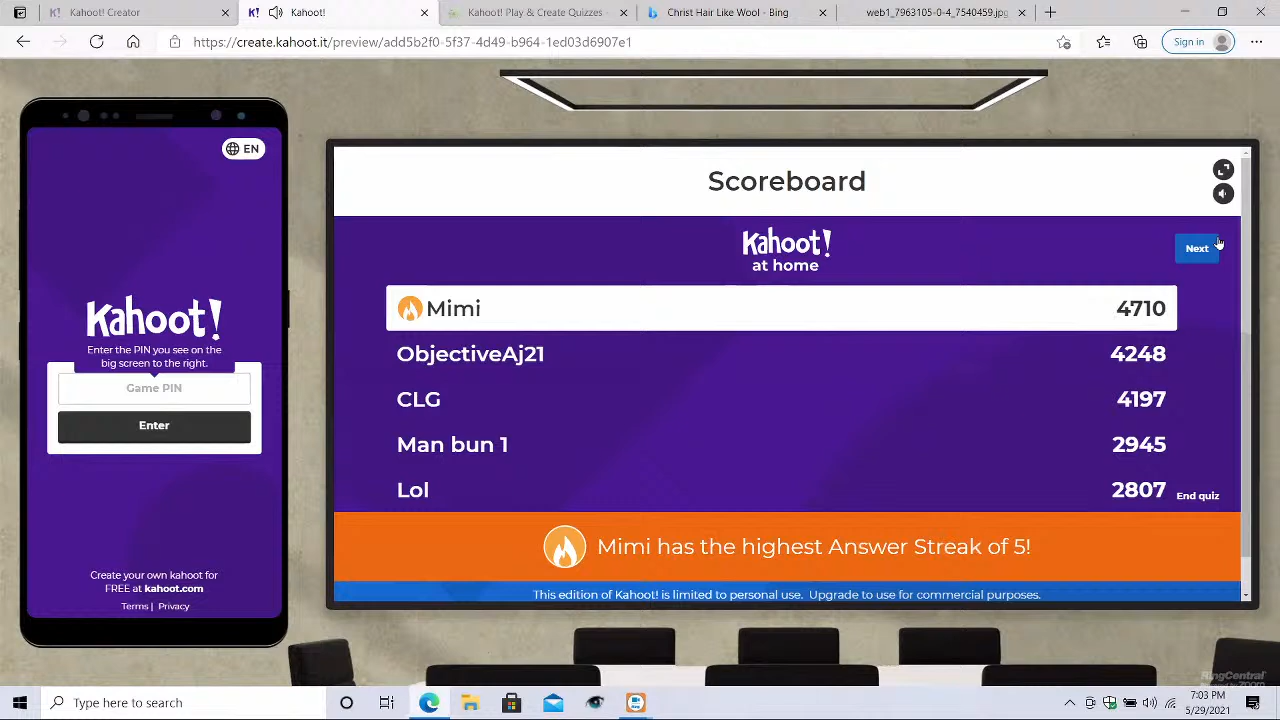 Kahoot! Creator
Kahoot!
Kahoot! Play & Create Quizzes -
Christ Hair Like Wool - Bing
web1_7963105-0-4_7540459.jpg
https://create.kahoot.it/preview/add5b2f0-5f37-4d49-b964-1ed03d6907e1
Sign in
EN
Kahoot!
Enter the PIN you see on the
big screen to the right.
Game PIN
Enter
Create your own kahoot for
FREE at kahoot.com
Terms | Privacy
Scoreboard
Kahoot!
at home
Next
Mimi 4710
ObjectiveAj21 4248
CLG 4197
Man bun 1 2945
Lol 2807
End quiz
Mimi has the highest Answer Streak of 5!
This edition of Kahoot! is limited to personal use. Upgrade to use for commercial purposes.
RingCentral
Type here to search
7:03 PM
5/29/2021